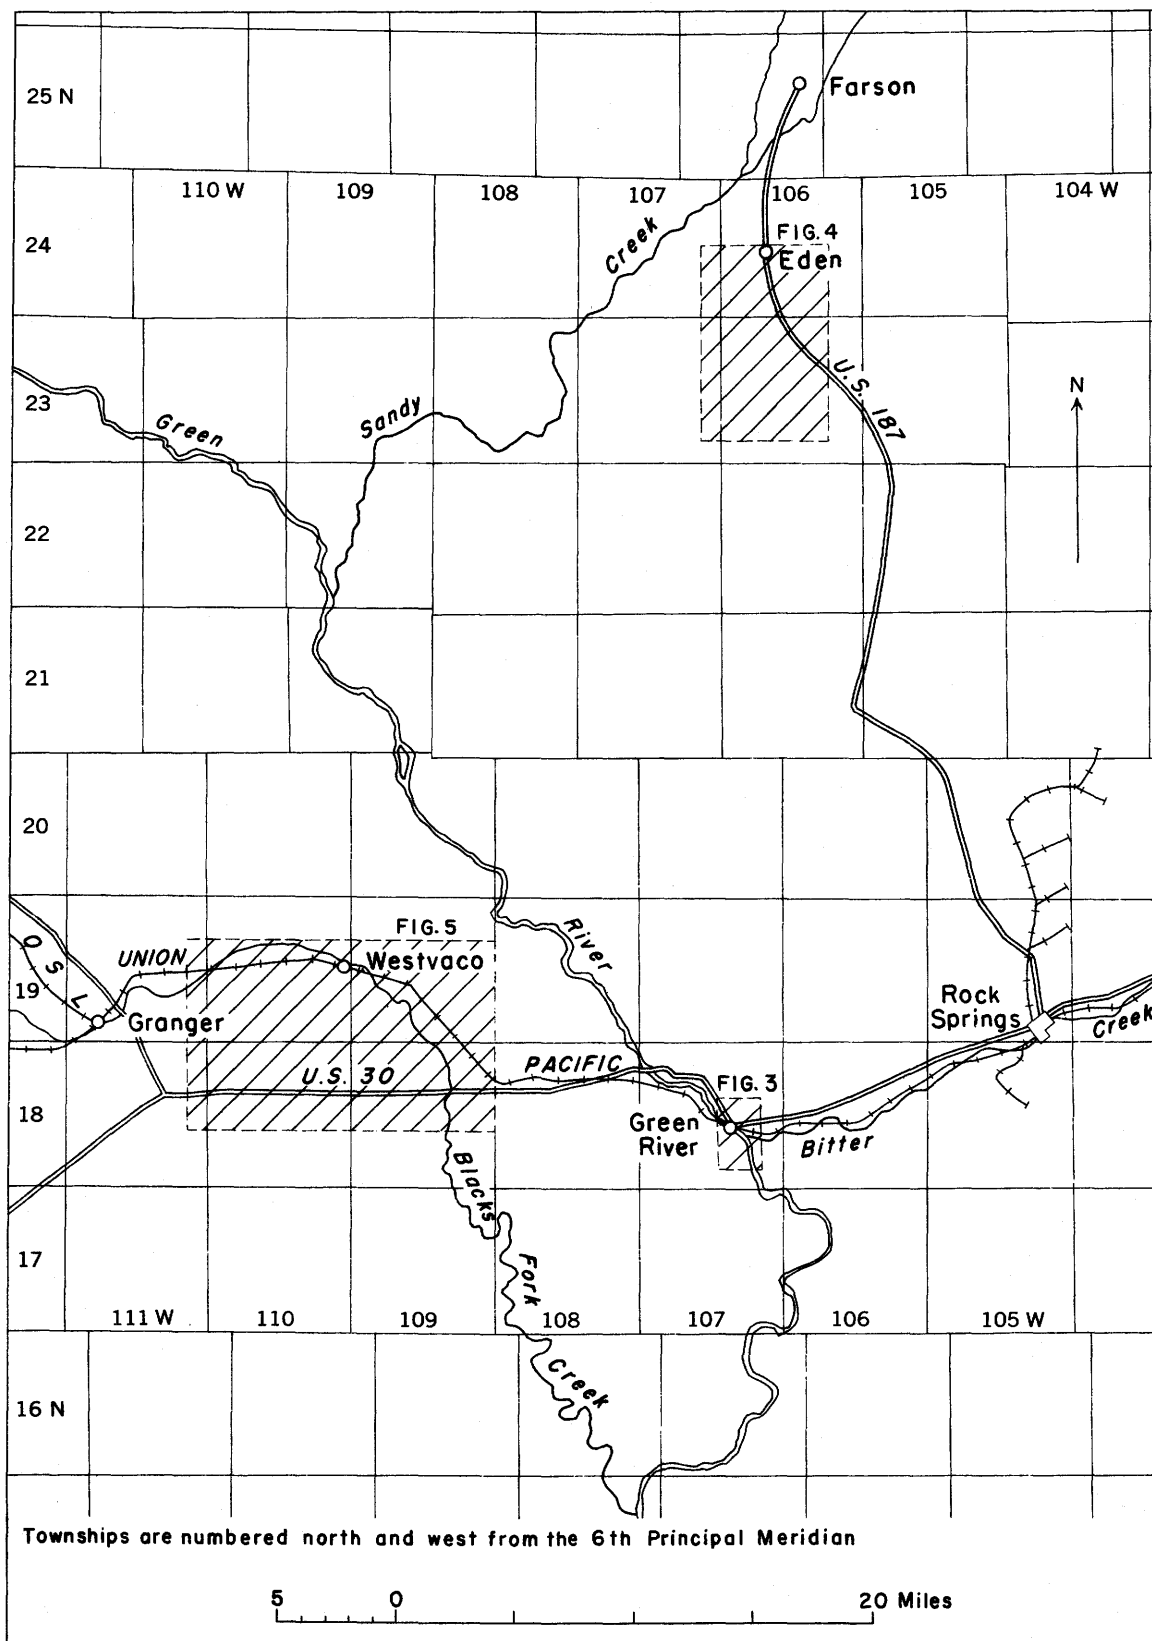 25 N
Farson
110 W 109 108 107 106 105 104 W
24
Creek
FIG. 4
Eden
23
Green
Sandy
U.S. 187
N
22
21
20
FIG. 5
River
O S L
UNION
Westvaco
19
Granger
Rock
Springs
Creek
U.S. 30
PACIFIC
FIG. 3
18
Green
River
Bitter
Blacks
17
Fork
111 W 110 109 108 107 106 105 W
Creek
16 N
Townships are numbered north and west from the 6th Principal Meridian
5 0 20 Miles